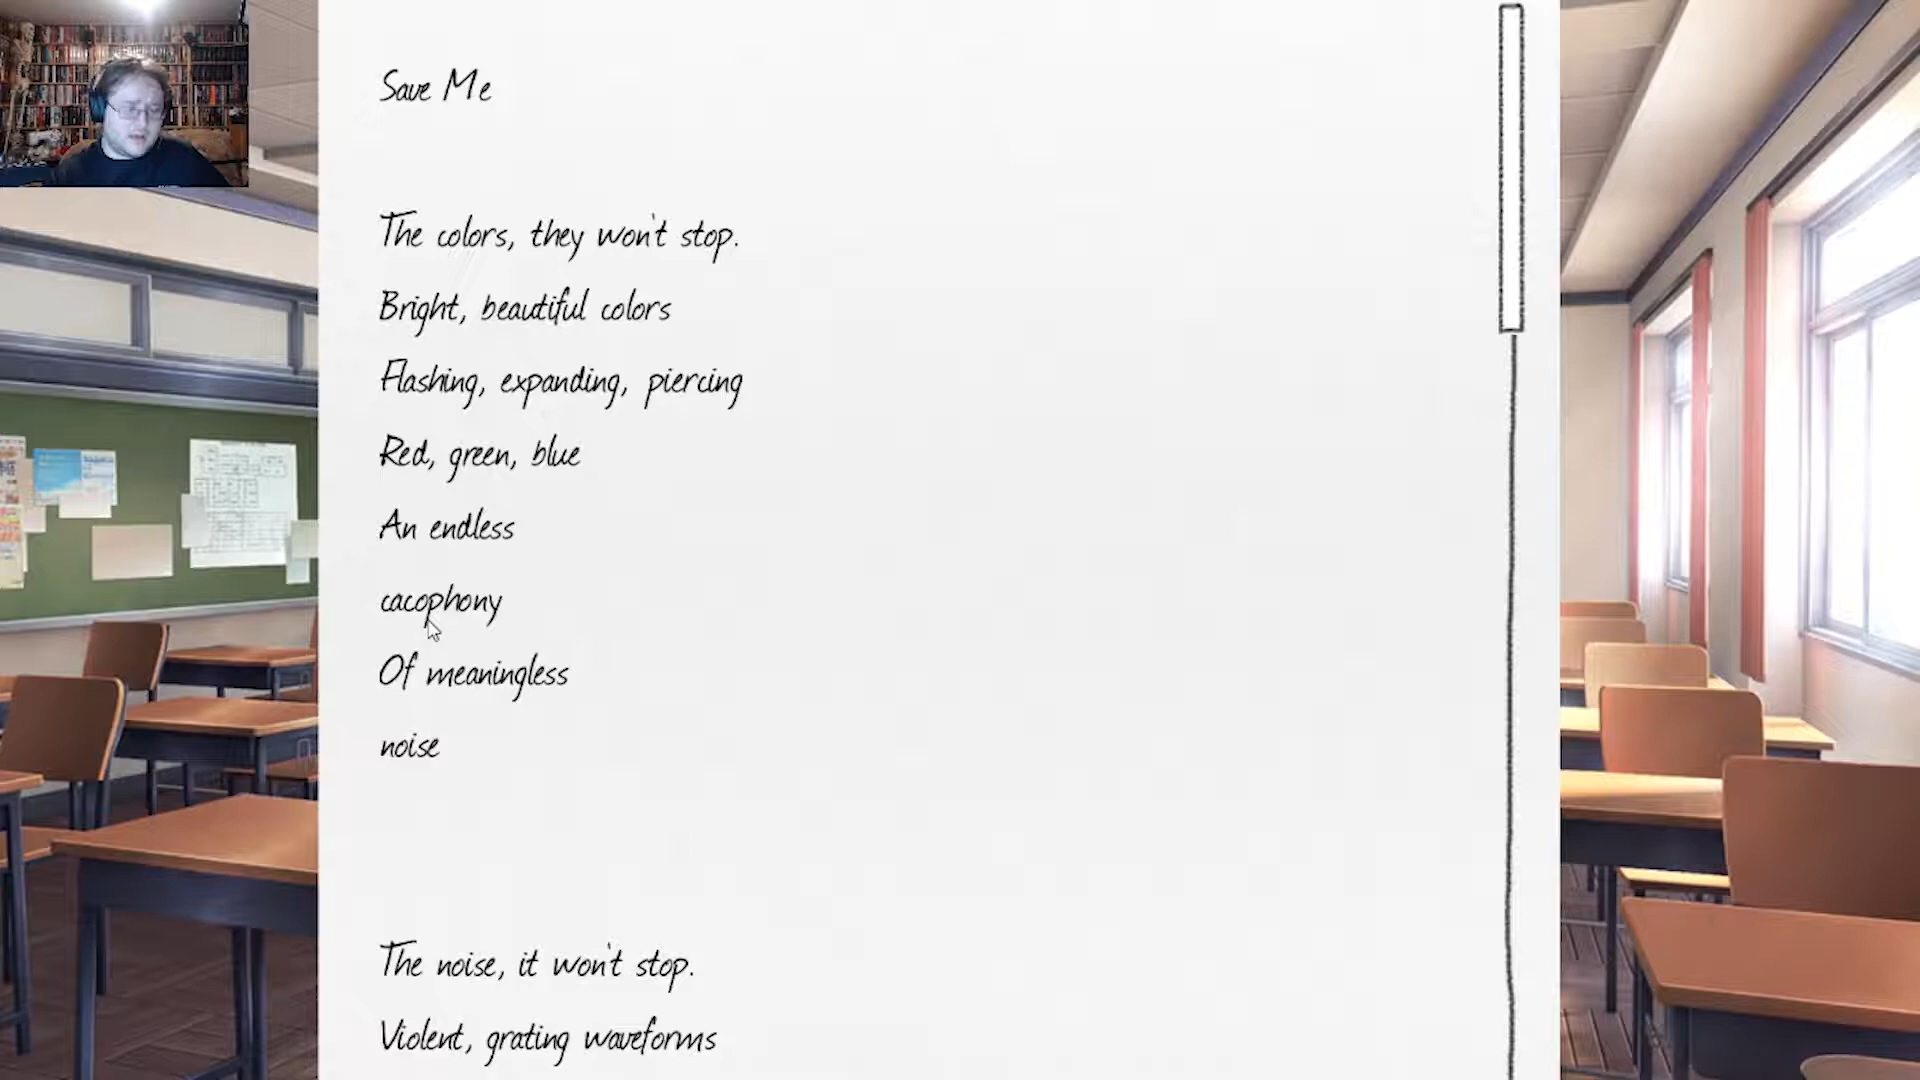 Save Me
The colors, they won't stop.
Bright, beautiful colors
Flashing, expanding, piercing
Red, green, blue
An endless
cacophony
Of meaningless
noise
The noise, it won't stop.
Violent, grating waveforms